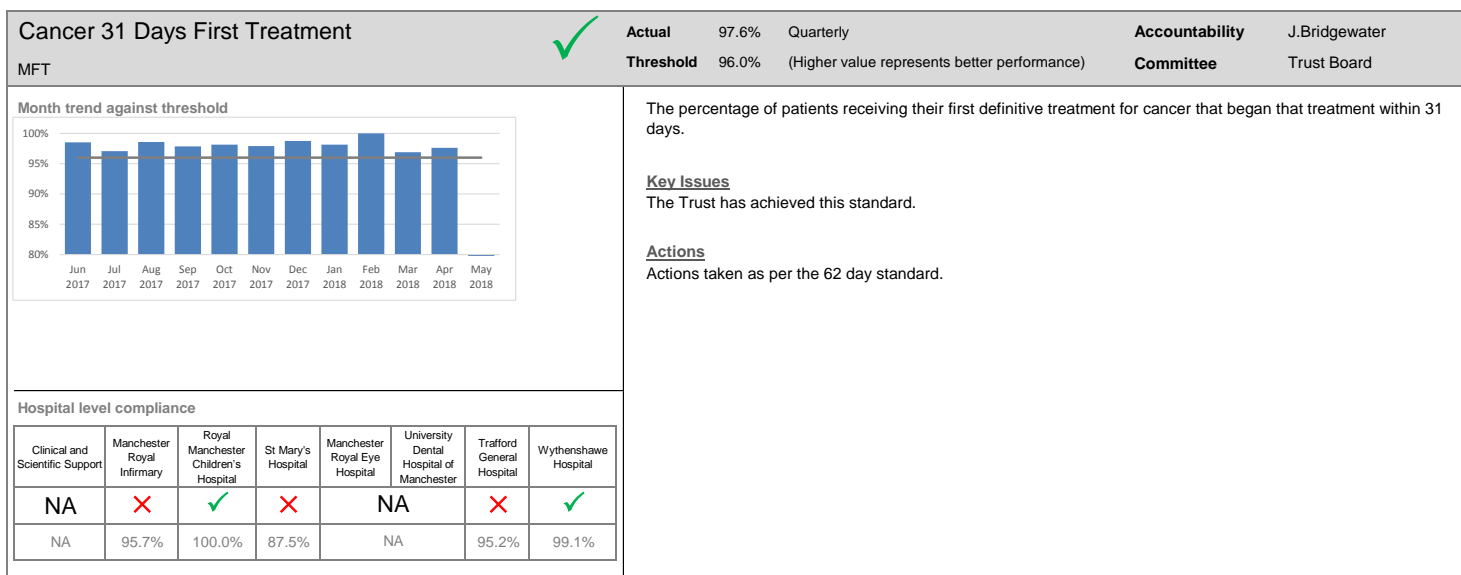 Cancer 31 Days First Treatment
MFT
Actual 97.6% Quarterly
Threshold 96.0% (Higher value represents better performance)
Accountability J.Bridgewater
Committee Trust Board
Month trend against threshold
100%
95%
90%
85%
80%
Jun Jul Aug Sep Oct Nov Dec Jan Feb Mar Apr May
2017 2017 2017 2017 2017 2017 2017 2018 2018 2018 2018 2018
The percentage of patients receiving their first definitive treatment for cancer that began that treatment within 31
days.
Key Issues
The Trust has achieved this standard.
Actions
Actions taken as per the 62 day standard.
Hospital level compliance
Clinical and
Scientific Support
Manchester
Royal
Infirmary
Royal
Manchester
Children's
Hospital
St Mary's
Hospital
Manchester
Royal Eye
Hospital
University
Dental
Hospital of
Manchester
Trafford
General
Hospital
Wythenshawe
Hospital
NA NA
NA 95.7% 100.0% 87.5% NA 95.2% 99.1%